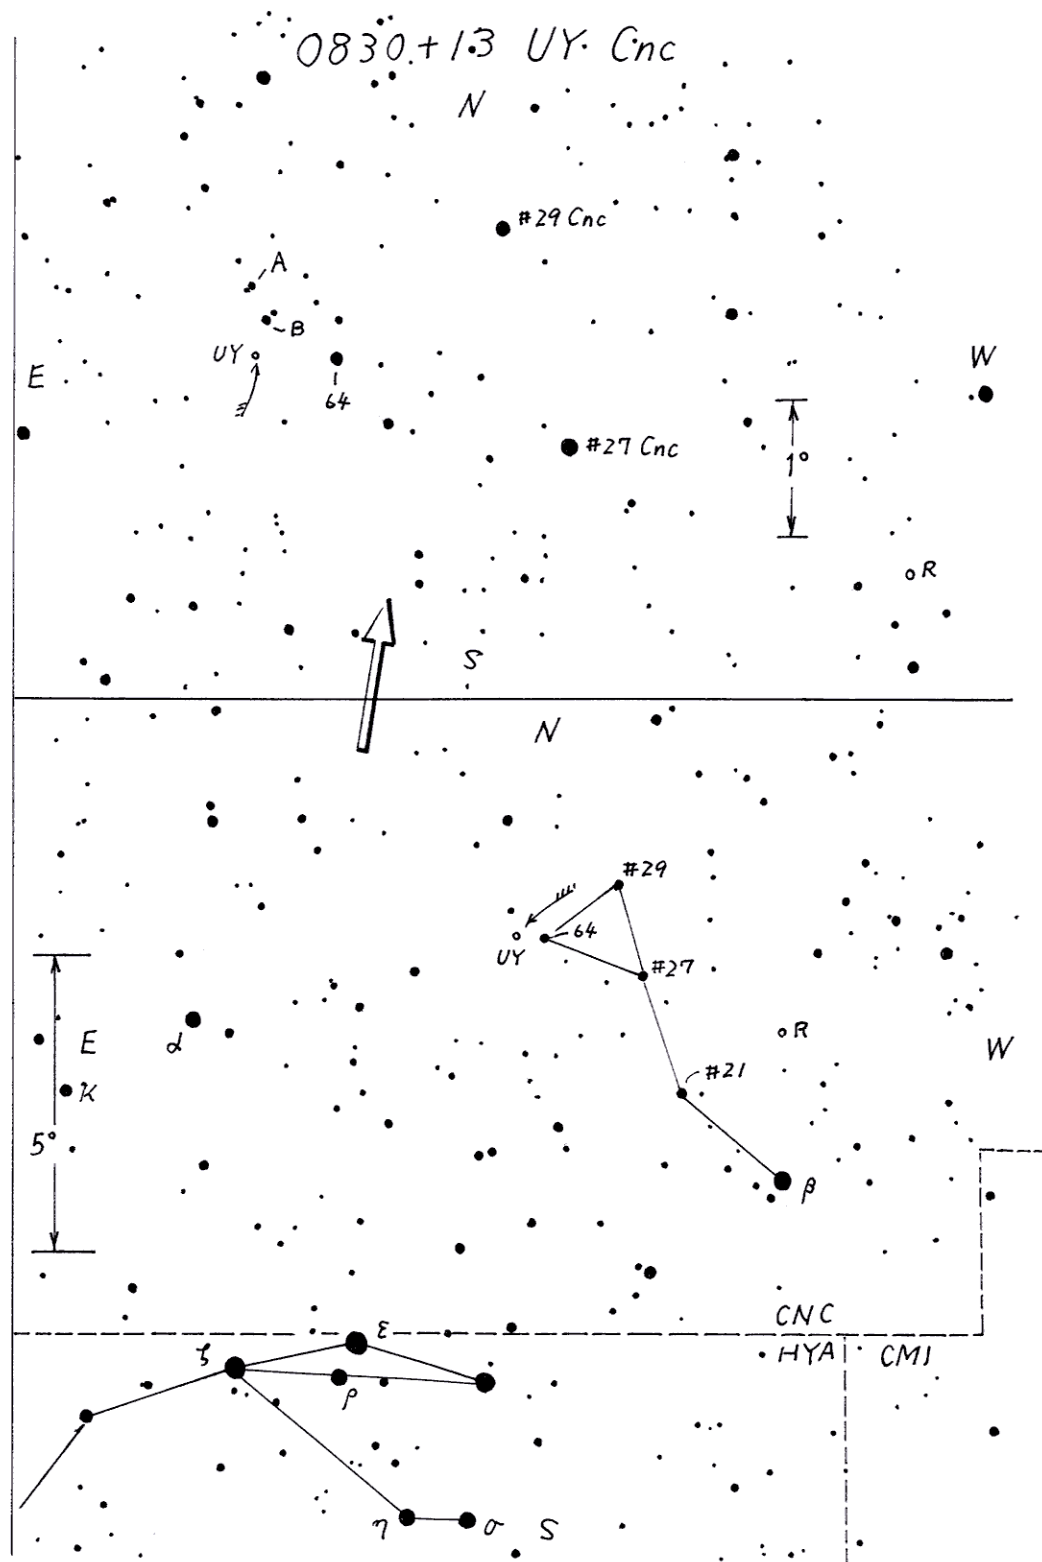 0830.+13 UY Cnc
N
#29 Cnc
A
B
UY
E
64
W
#27 Cnc
1°
R
S
N
#29
64
UY
#27
R
α
E
W
#21
κ
5°
β
CNC
ε
ζ
HYA
CMI
ρ
η
σ
S